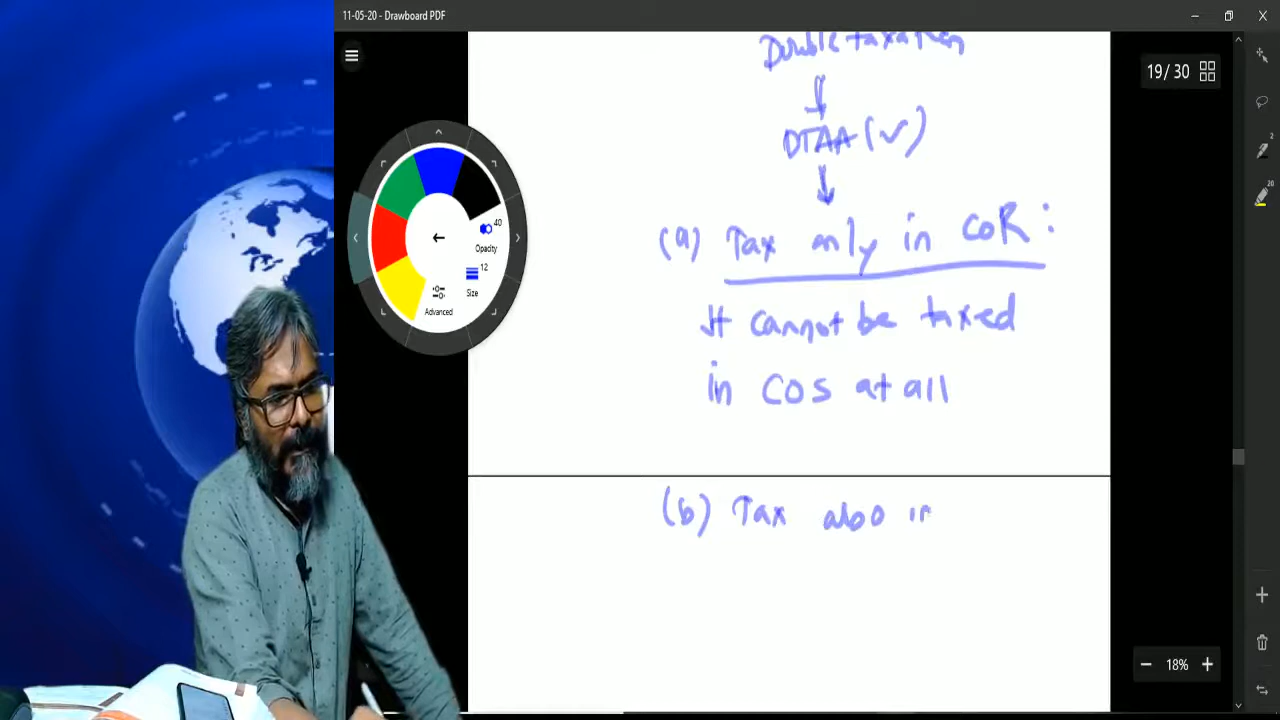 11-05-20 - Drawboard PDF
19 / 30
Double taxation
DTAA (✓)
(a) Tax only in COR :
It cannot be taxed
in COS at all
(b) Tax also in
40
Opacity
12
Size
Advanced
20
18%